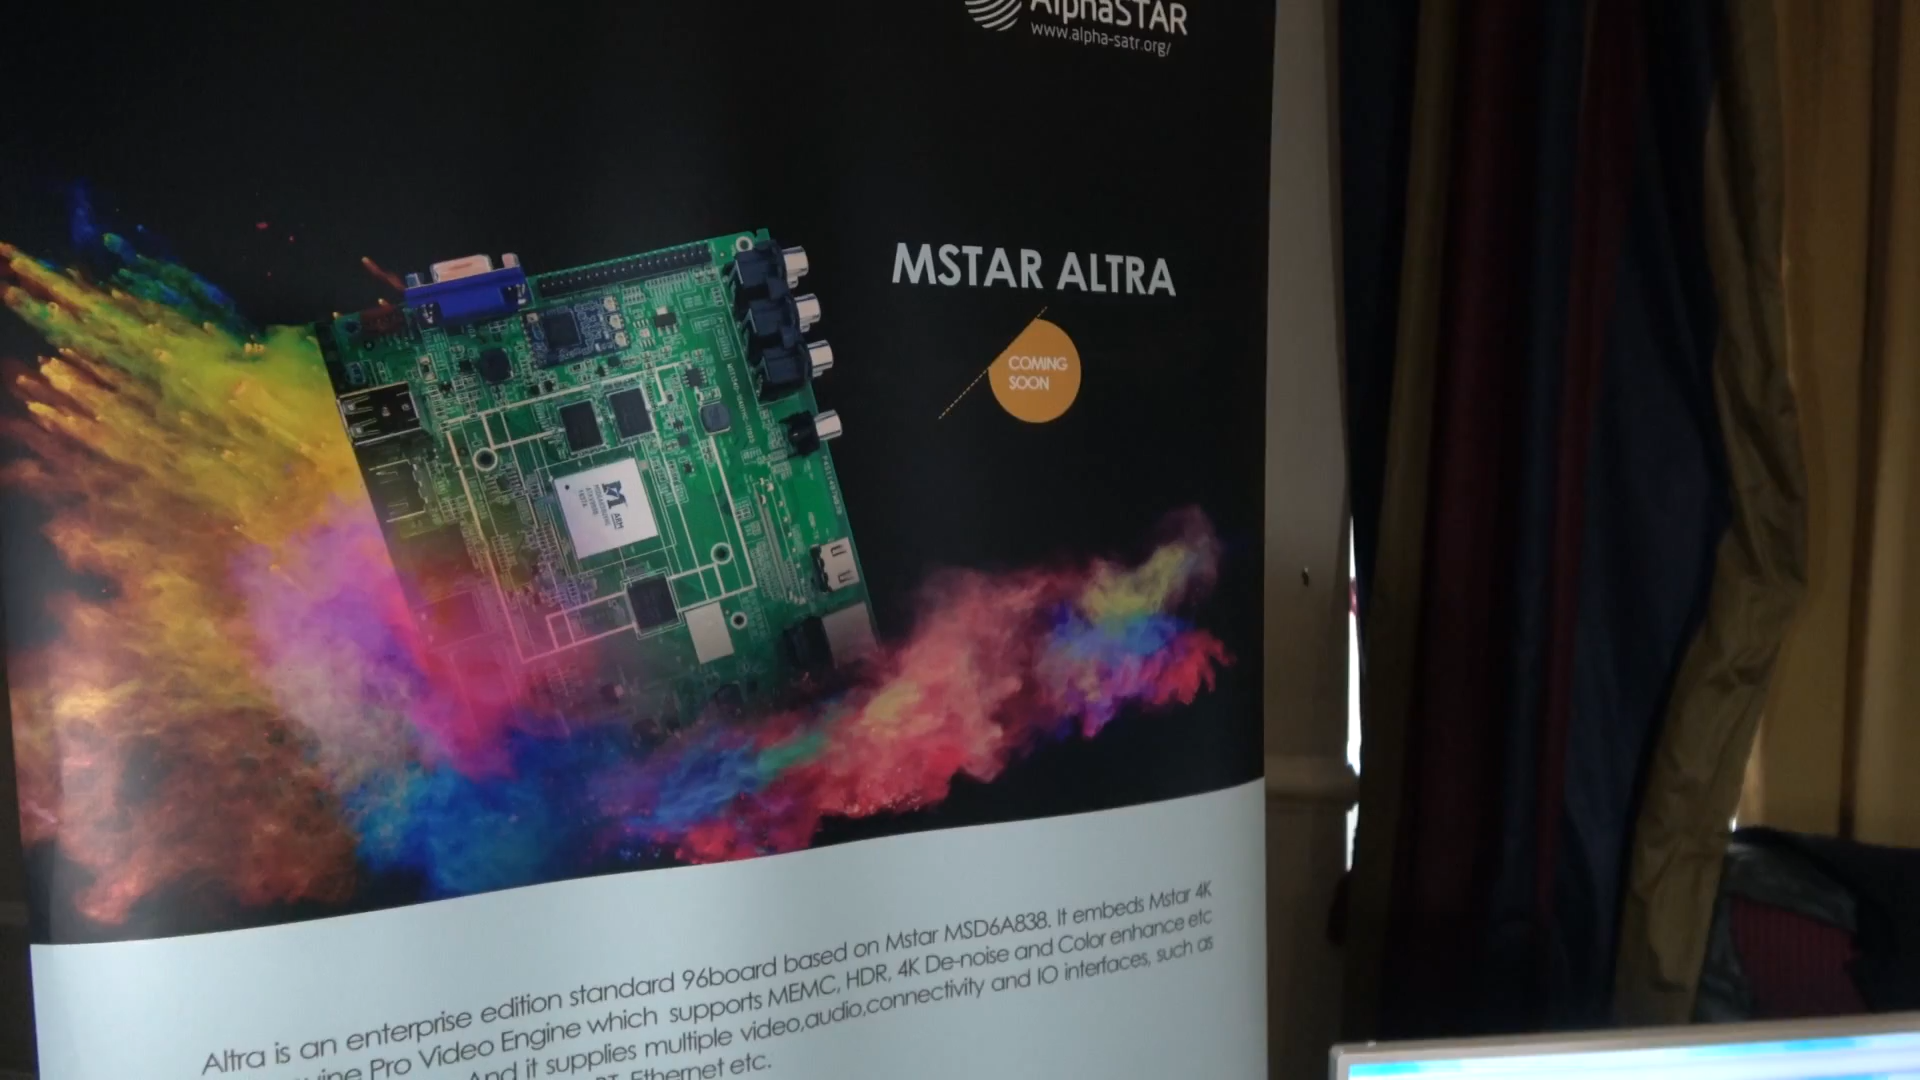 AlphaSTAR
www.alpha-satr.org/
MSTAR ALTRA
COMING
SOON
M
ARM
Altra is an enterprise edition standard 96board based on Mstar MSD6A838. It embeds Mstar 4K
Pro Video Engine which supports MEMC, HDR, 4K De-noise and Color enhance etc
And it supplies multiple video,audio,connectivity and IO interfaces, such as
Ethernet etc.